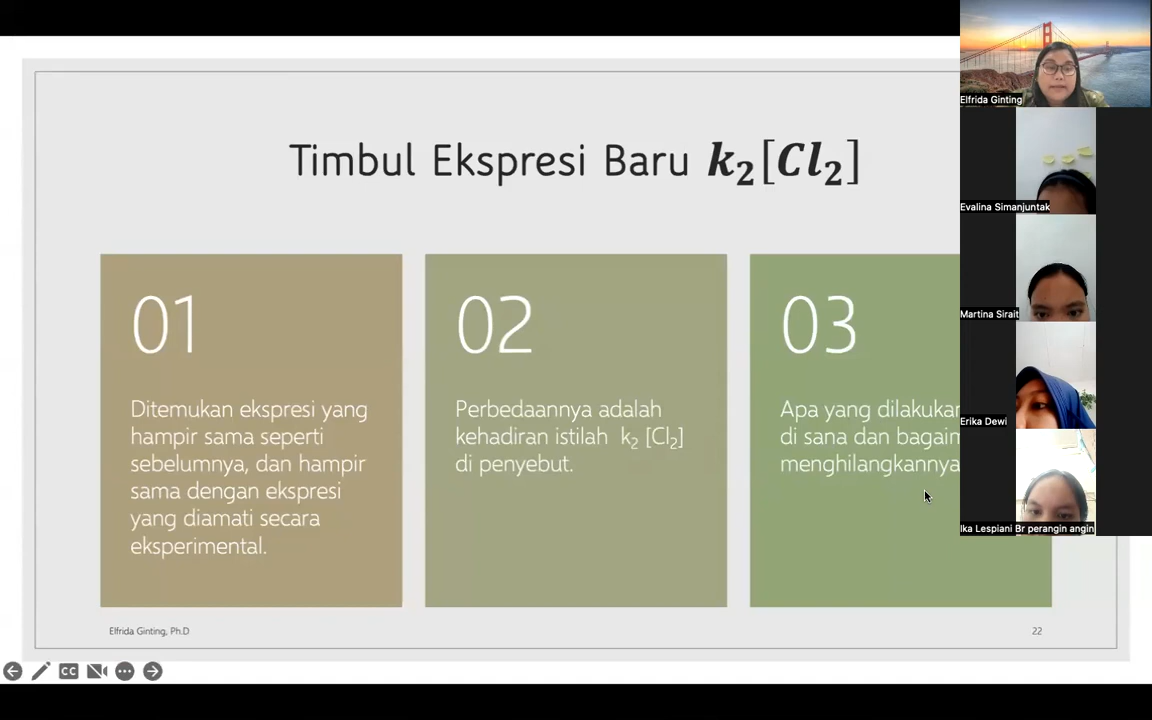 Timbul Ekspresi Baru k₂[Cl₂]
01
Ditemukan ekspresi yang
hampir sama seperti
sebelumnya, dan hampir
sama dengan ekspresi
yang diamati secara
eksperimental.
02
Perbedaannya adalah
kehadiran istilah k₂ [Cl₂]
di penyebut.
03
Apa yang dilakukan
di sana dan
menghilangkannya
Elfrida Ginting, Ph.D
22
CC
Elfrida Ginting
Evalina Simanjuntak
Martina Sirait
Erika Dewi
Ika Lespiani Br perangin angin